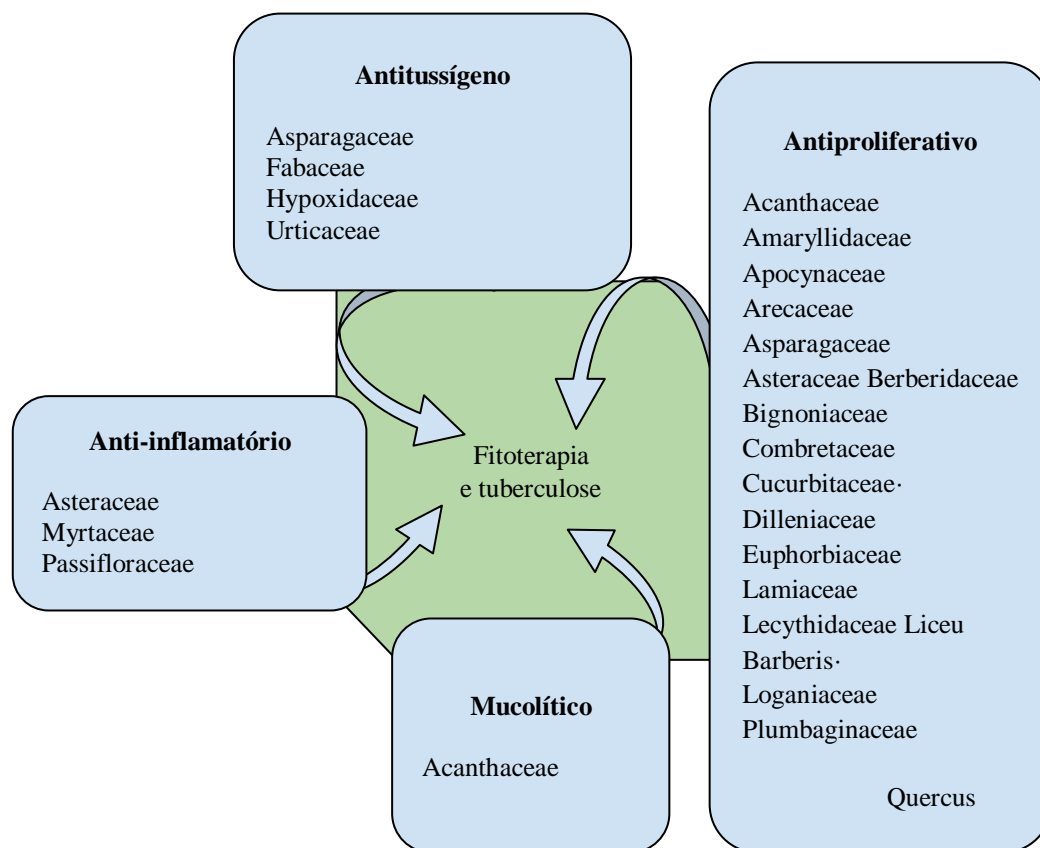 Antitussígeno
Asparagaceae
Fabaceae
Hypoxidaceae
Urticaceae
Antiproliferativo
Acanthaceae
Amaryllidaceae
Apocynaceae
Arecaceae
Asparagaceae
Asteraceae Berberidaceae
Bignoniaceae
Combretaceae
Cucurbitaceae·
Dilleniaceae
Euphorbiaceae
Lamiaceae
Lecythidaceae Liceu
Barberis·
Loganiaceae
Plumbaginaceae
Quercus
Anti-inflamatório
Asteraceae
Myrtaceae
Passifloraceae
Fitoterapia
e tuberculose
Mucolítico
Acanthaceae